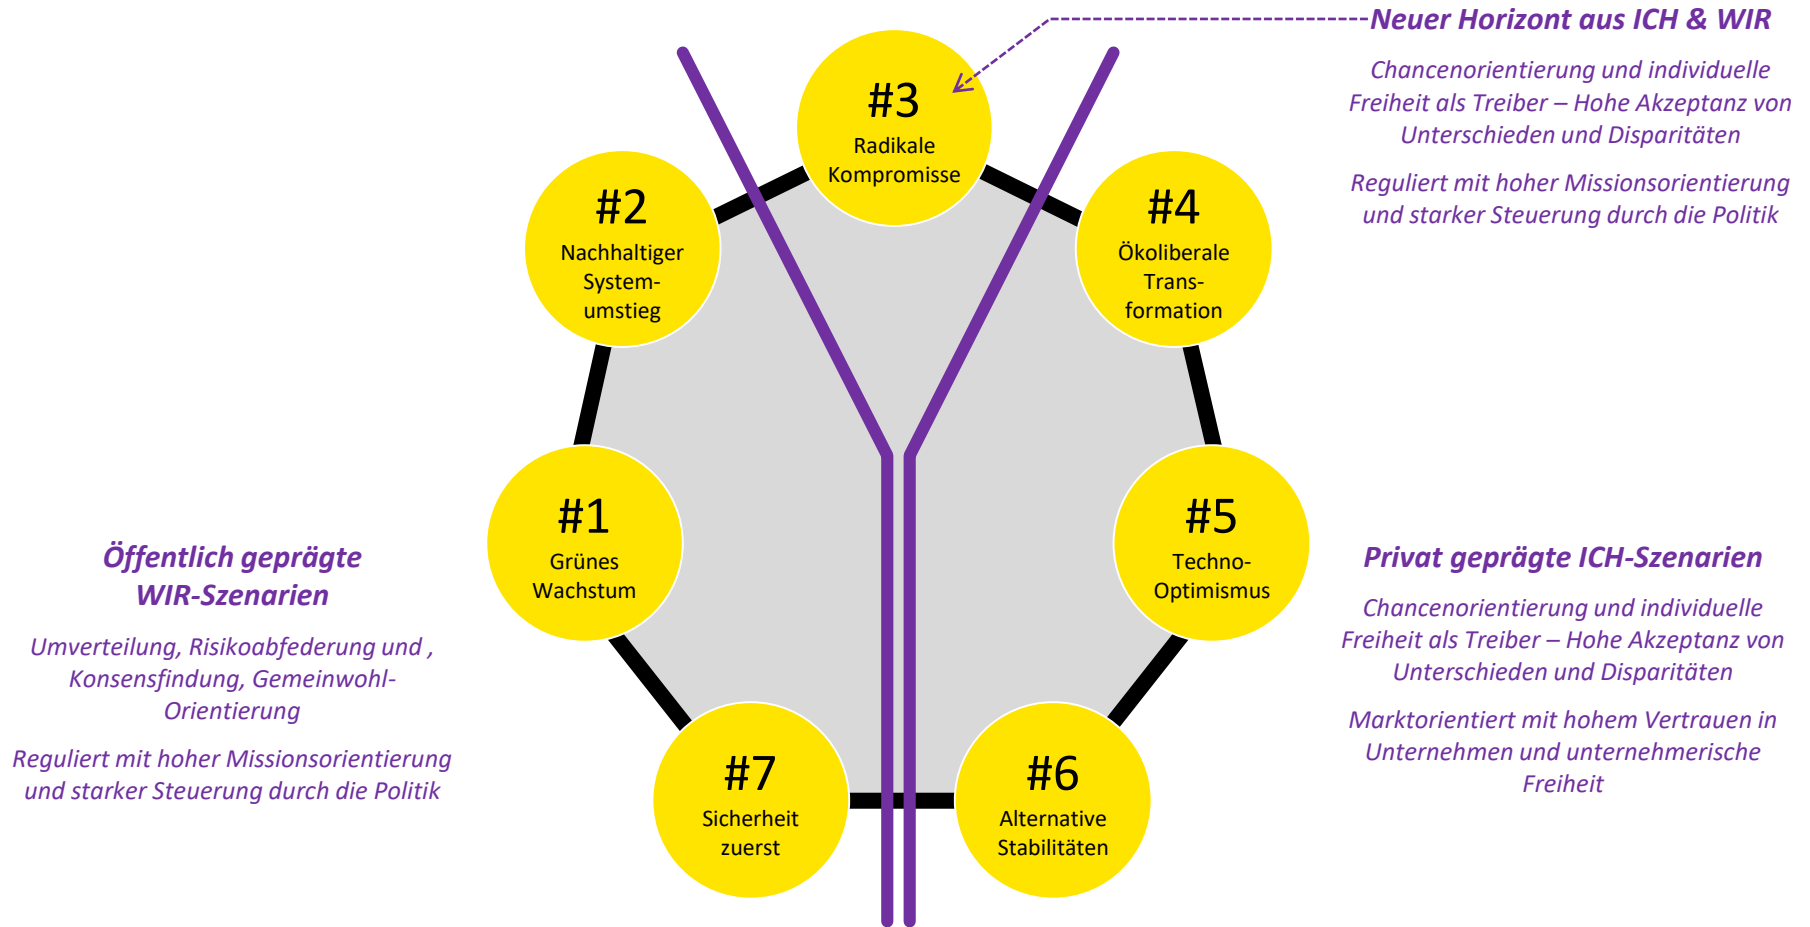 Neuer Horizont aus ICH & WIR
Chancenorientierung und individuelle
Freiheit als Treiber – Hohe Akzeptanz von
Unterschieden und Disparitäten
Reguliert mit hoher Missionsorientierung
und starker Steuerung durch die Politik
#3
Radikale
Kompromisse
#2
Nachhaltiger
System-
umstieg
#4
Ökoliberale
Trans-
formation
#1
Grünes
Wachstum
#5
Techno-
Optimismus
Öffentlich geprägte
WIR-Szenarien
Umverteilung, Risikoabfederung und ,
Konsensfindung, Gemeinwohl-
Orientierung
Reguliert mit hoher Missionsorientierung
und starker Steuerung durch die Politik
Privat geprägte ICH-Szenarien
Chancenorientierung und individuelle
Freiheit als Treiber – Hohe Akzeptanz von
Unterschieden und Disparitäten
Marktorientiert mit hohem Vertrauen in
Unternehmen und unternehmerische
Freiheit
#7
Sicherheit
zuerst
#6
Alternative
Stabilitäten